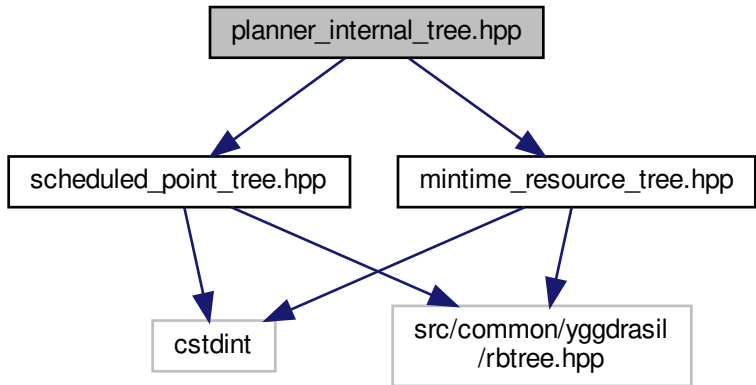 planner_internal_tree.hpp
scheduled_point_tree.hpp
mintime_resource_tree.hpp
cstdint
src/common/yggdrasil
/rbtree.hpp